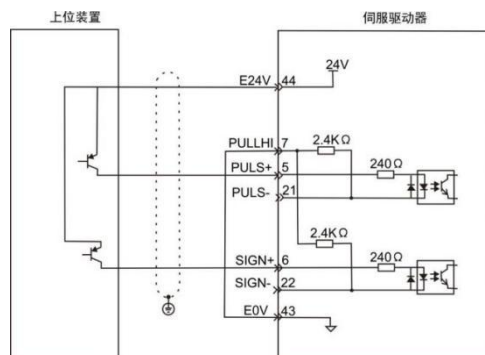 上位装置
伺服驱动器
E24V 44
24V
PULLHI 7
2.4KΩ
PULS+ 5
240Ω
PULS- 21
2.4KΩ
SIGN+ 6
240Ω
SIGN- 22
E0V 43